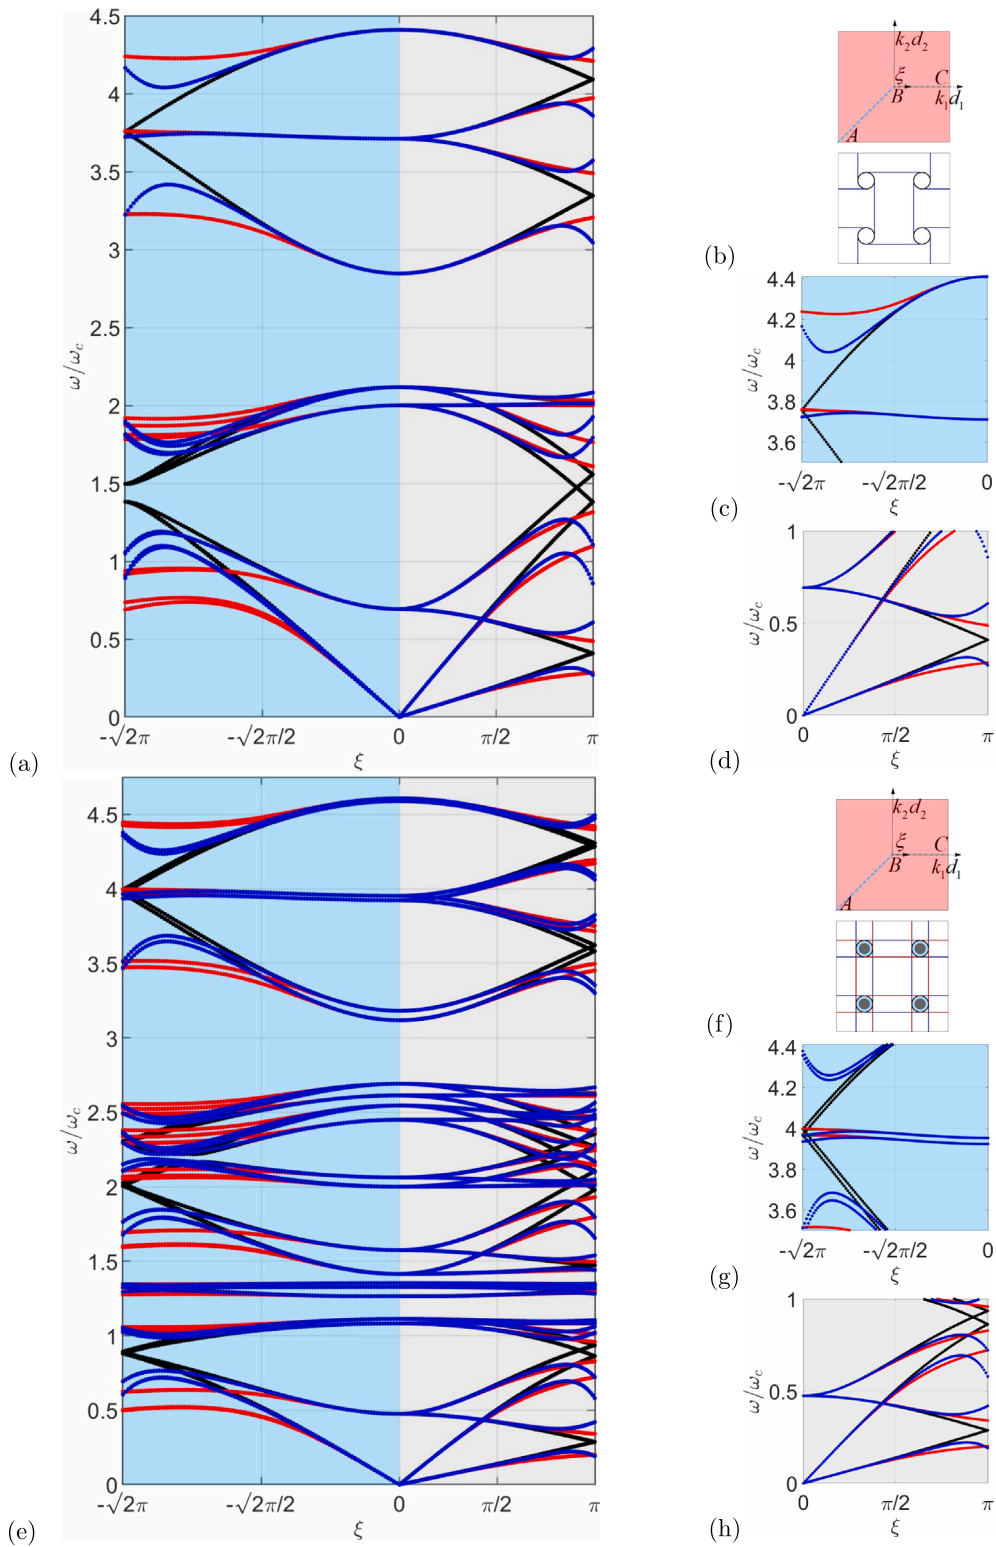 4.5
4
3.5
3
2.5
2
1.5
1
0.5
0
ω/ω_c
-√2π
-√2π/2
0
π/2
π
ξ
(a)
k₂d₂
ξ
C
B
k₁d₁
A
(b)
4.4
4.2
4
3.8
3.6
ω/ω_c
-√2π
-√2π/2
0
ξ
(c)
1
0.5
0
ω/ω_c
0
π/2
π
ξ
(d)
4.5
4
3.5
3
2.5
2
1.5
1
0.5
0
ω/ω_c
-√2π
-√2π/2
0
π/2
π
ξ
(e)
k₂d₂
ξ
C
B
k₁d₁
A
(f)
4.4
4.2
4
3.8
3.6
ω/ω_c
-√2π
-√2π/2
0
ξ
(g)
1
0.5
0
ω/ω_c
0
π/2
π
ξ
(h)